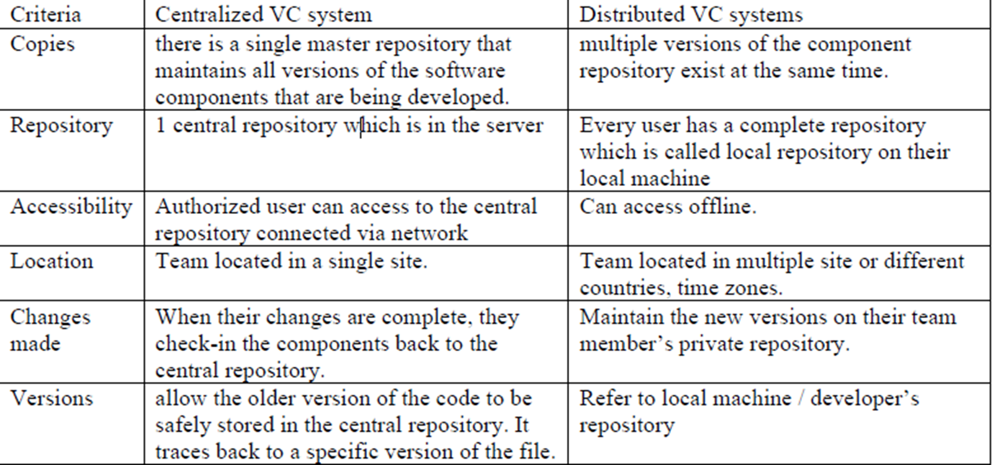 Criteria
Centralized VC system
Distributed VC systems
Copies
there is a single master repository that
maintains all versions of the software
components that are being developed.
multiple versions of the component
repository exist at the same time.
Repository
1 central repository which is in the server
Every user has a complete repository
which is called local repository on their
local machine
Accessibility
Authorized user can access to the central
repository connected via network
Can access offline.
Location
Team located in a single site.
Team located in multiple site or different
countries, time zones.
Changes
made
When their changes are complete, they
check-in the components back to the
central repository.
Maintain the new versions on their team
member’s private repository.
Versions
allow the older version of the code to be
safely stored in the central repository. It
traces back to a specific version of the file.
Refer to local machine / developer’s
repository